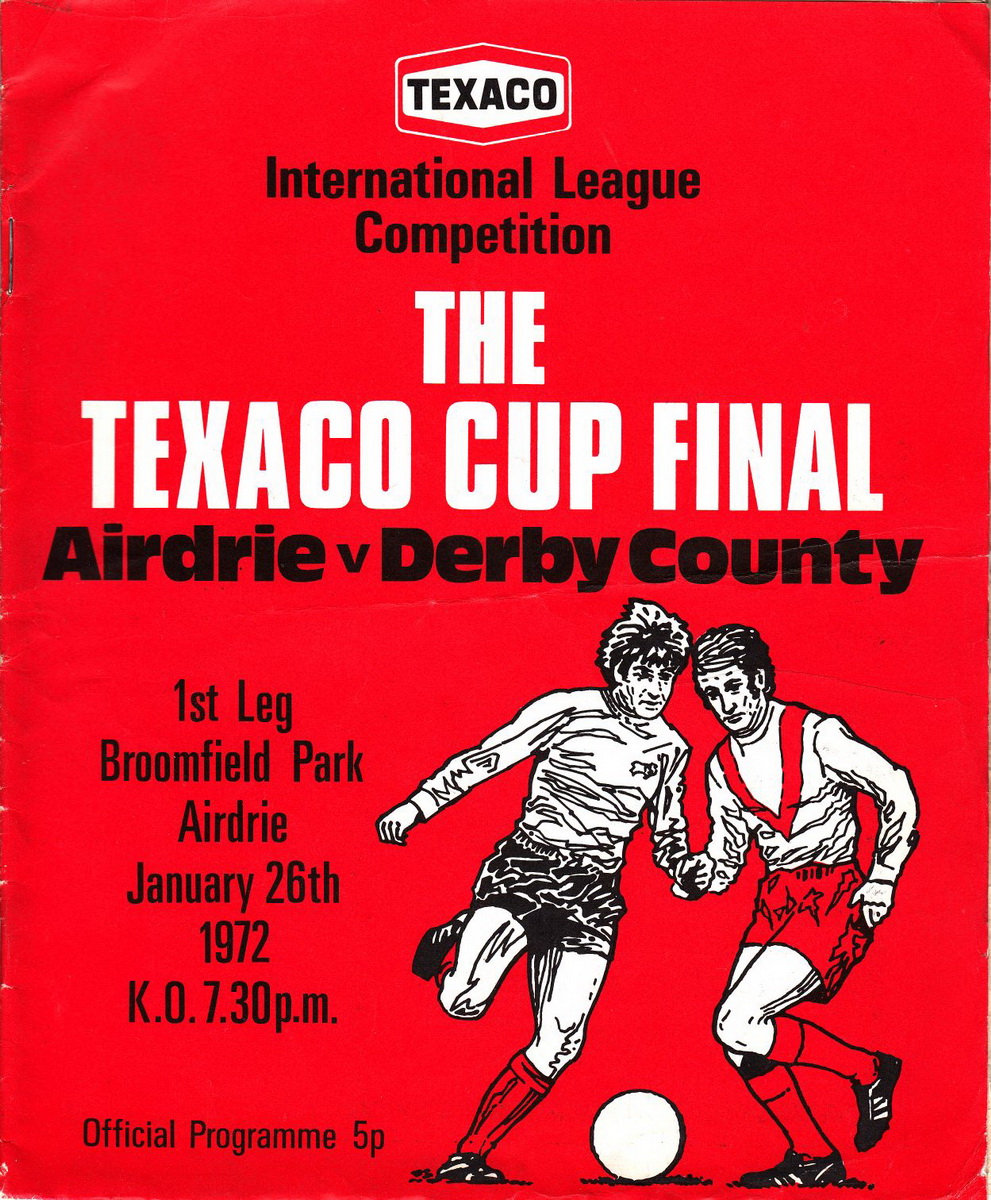 TEXACO
International League
Competition
THE
TEXACO CUP FINAL
Airdrie v Derby County
1st Leg
Broomfield Park
Airdrie
January 26th
1972
K.O. 7.30p.m.
Official Programme 5p